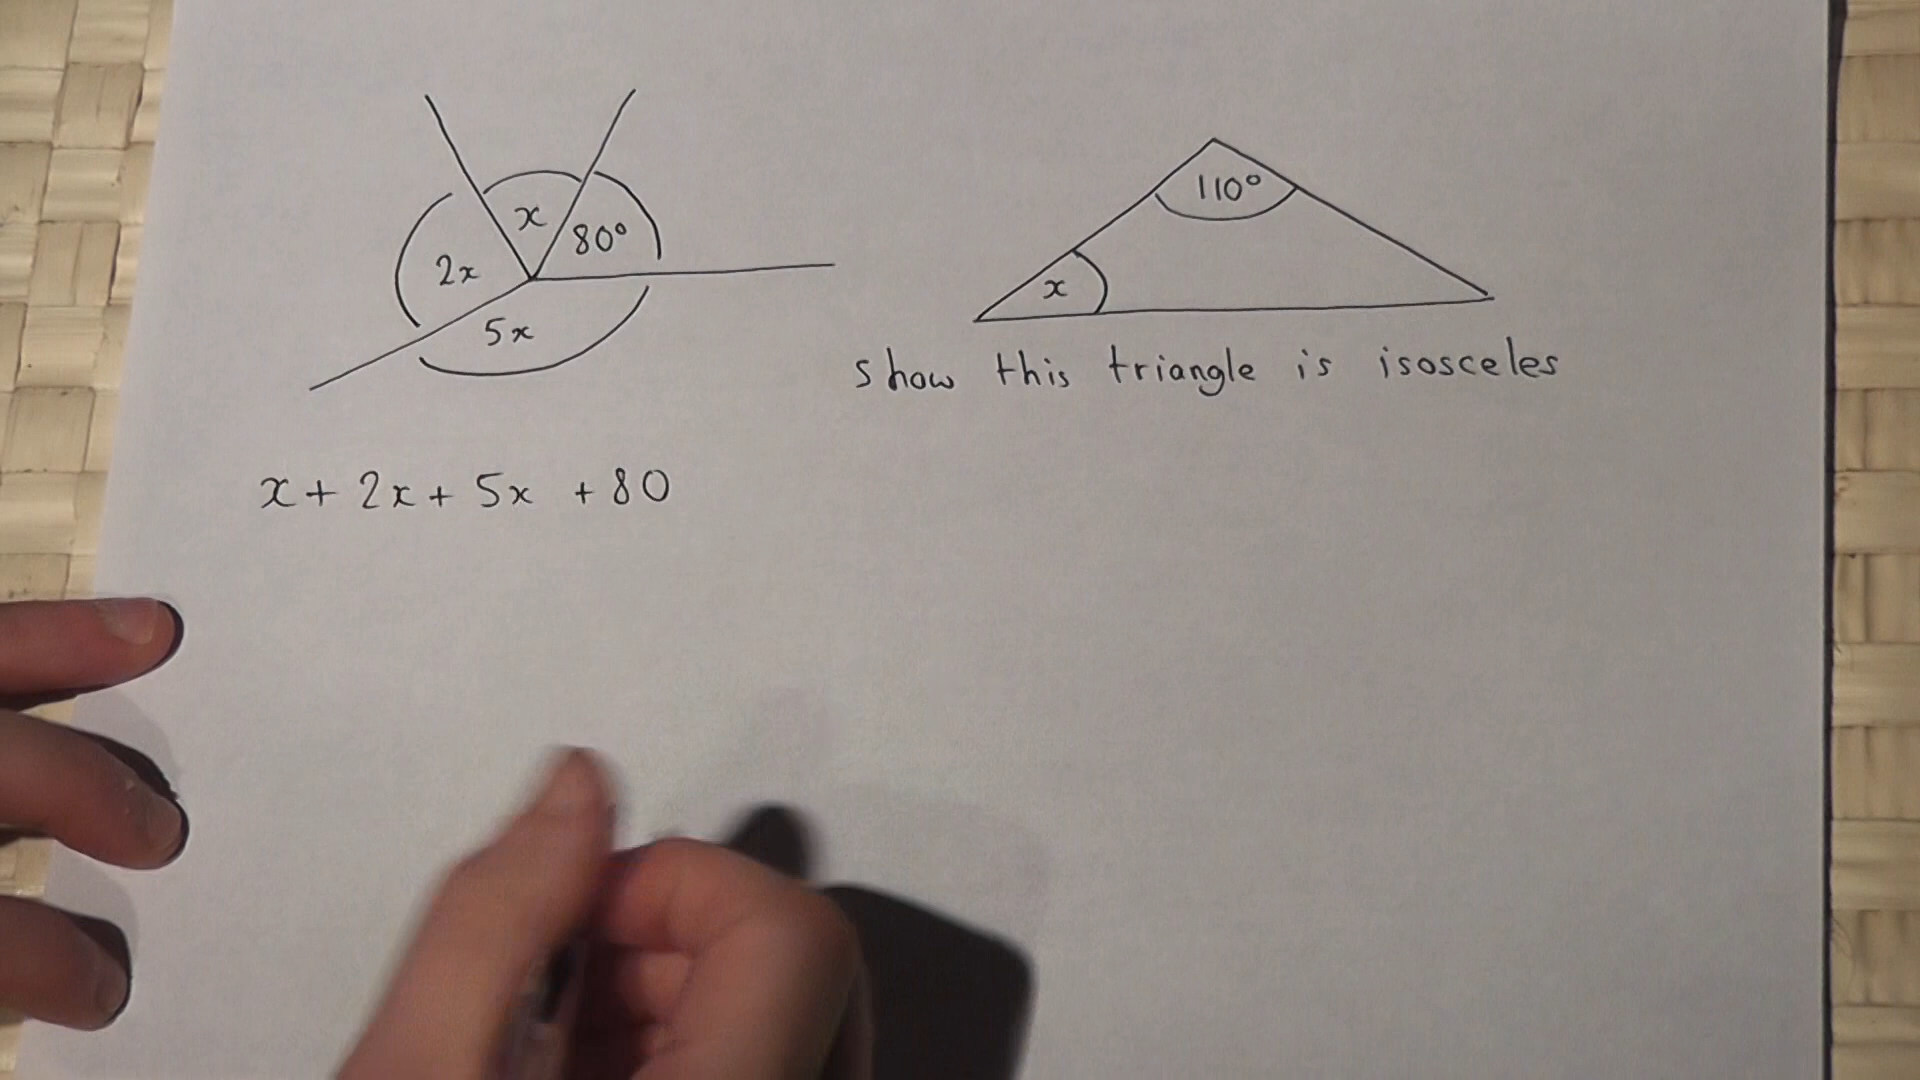 x
80°
2x
5x
110°
x
show this triangle is isosceles
x + 2x + 5x + 80